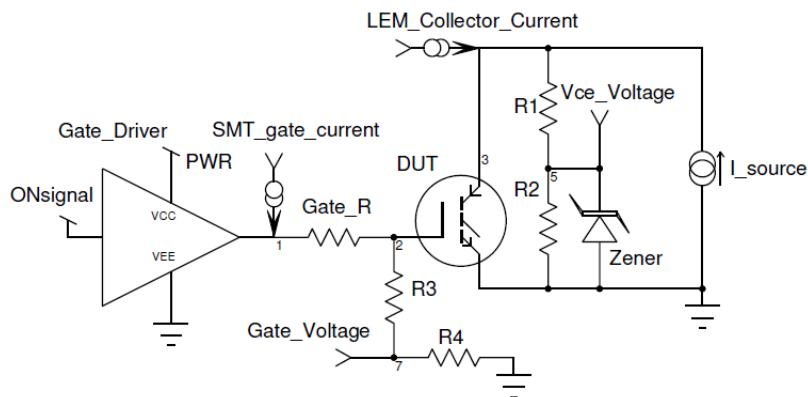 LEM_Collector_Current
R1
Vce_Voltage
Gate_Driver
SMT_gate_current
PWR
DUT
3
I_source
ONsignal
5
VCC
Gate_R
R2
VEE
1
2
Zener
R3
Gate_Voltage
R4
7